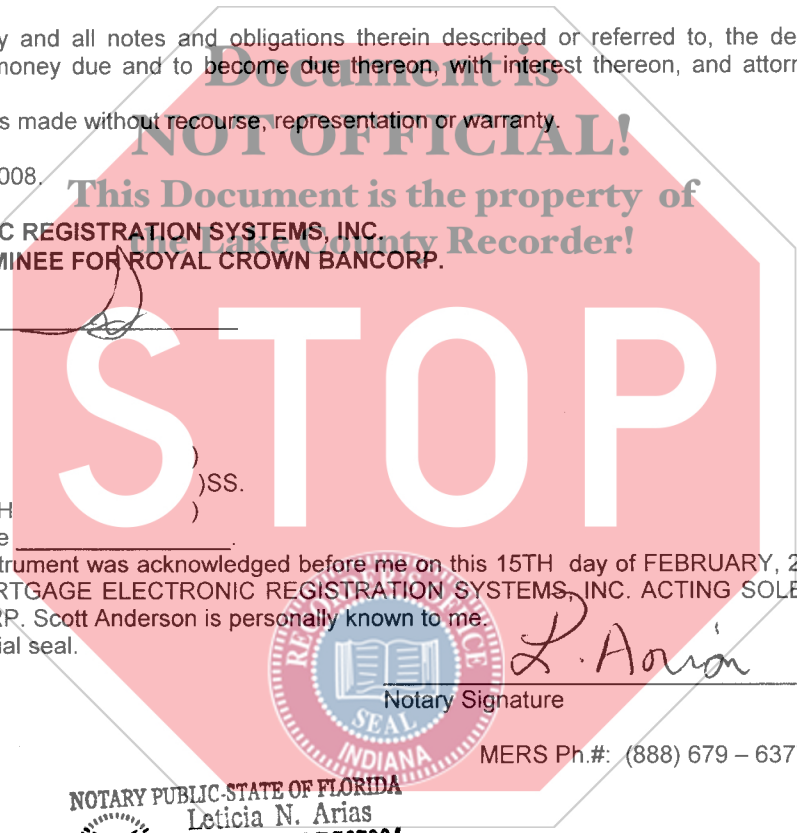 y and all notes and obligations therein described or referred to, the de
money due and to become due thereon, with interest thereon, and attorn
Document is
s made without recourse, representation or warranty.
NOT OFFICIAL!
008.
This Document is the property of
C REGISTRATION SYSTEMS, INC.
the Lake County Recorder!
MINEE FOR ROYAL CROWN BANCORP.
STOP
)
)SS.
H )
e
strument was acknowledged before me on this 15TH day of FEBRUARY, 2
RTGAGE ELECTRONIC REGISTRATION SYSTEMS, INC. ACTING SOLE
RP. Scott Anderson is personally known to me.
ial seal.
RECORDER'S OFFICE
L. Arias
Notary Signature
SEAL
INDIANA
MERS Ph.#: (888) 679 – 637
NOTARY PUBLIC-STATE OF FLORIDA
Leticia N. Arias